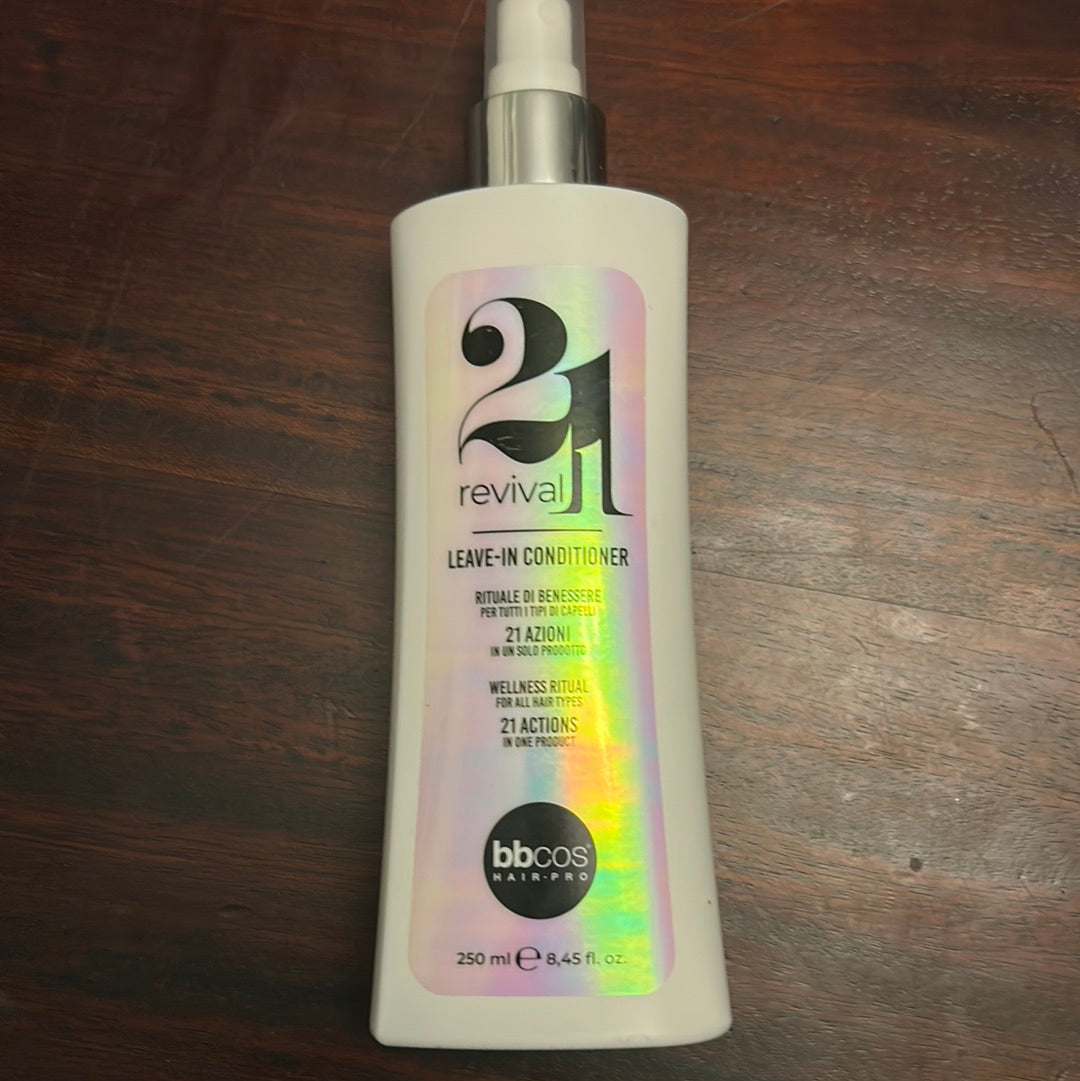 21
revival
LEAVE-IN CONDITIONER
RITUALE DI BENESSERE
PER TUTTI I TIPI DI CAPELLI
21 AZIONI
IN UN SOLO PRODOTTO
WELLNESS RITUAL
FOR ALL HAIR TYPES
21 ACTIONS
IN ONE PRODUCT
bbcos®
HAIR-PRO
250 ml ℮ 8,45 fl. oz.